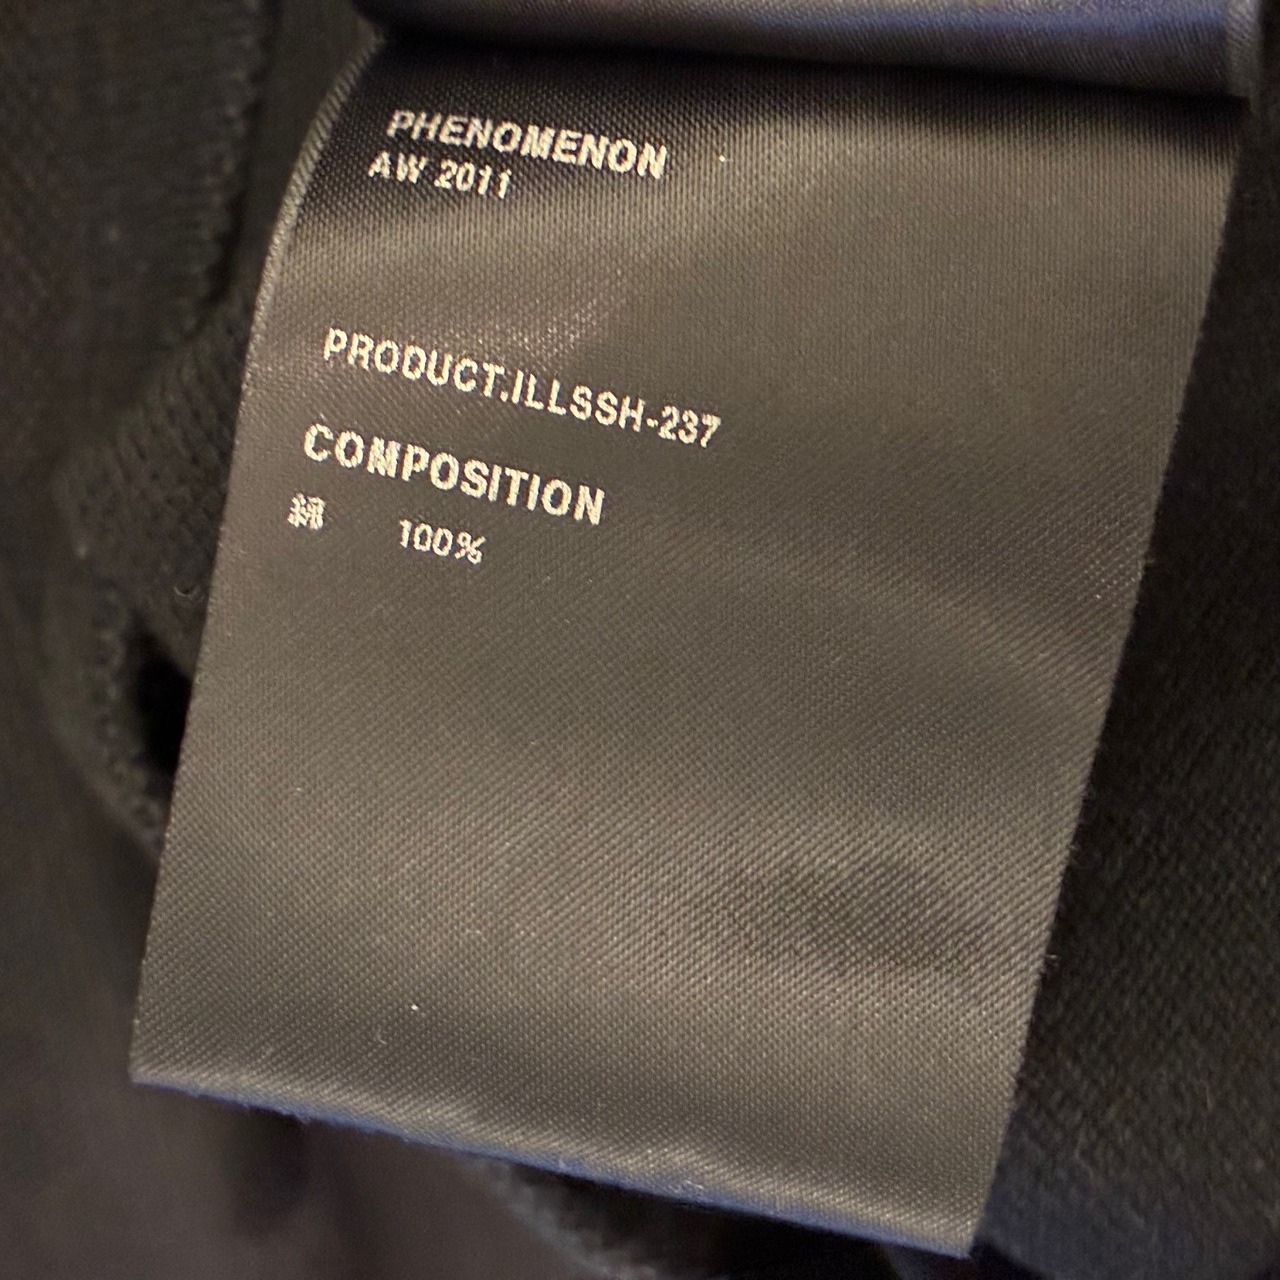 PHENOMENON
AW 2011
PRODUCT.ILLSSH-237
COMPOSITION
綿 100%